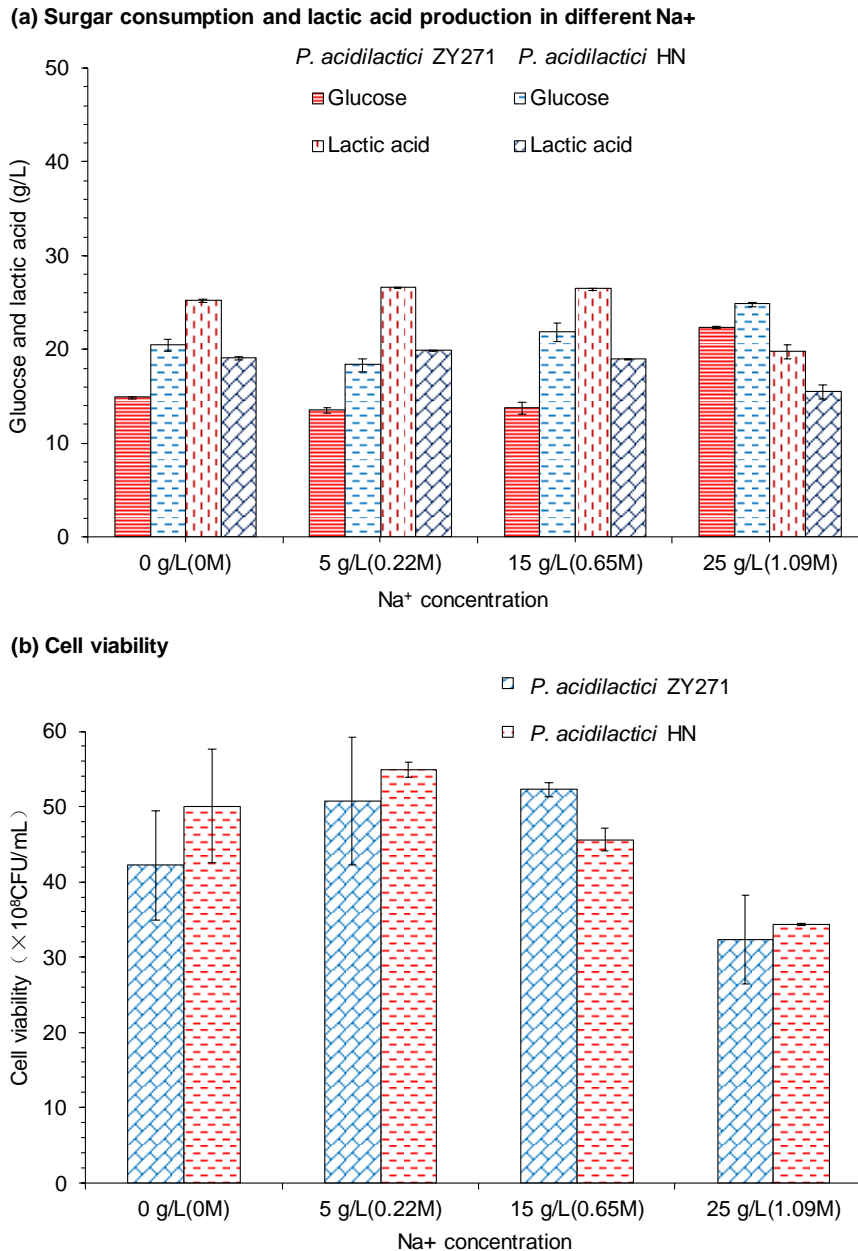 (a) Surgar consumption and lactic acid production in different Na+
P. acidilactici ZY271 P. acidilactici HN
Glucose Glucose
Lactic acid Lactic acid
50
40
30
20
10
0
Gluocse and lactic acid (g/L)
0 g/L(0M) 5 g/L(0.22M) 15 g/L(0.65M) 25 g/L(1.09M)
Na⁺ concentration
(b) Cell viability
P. acidilactici ZY271
P. acidilactici HN
60
50
40
30
20
10
0
Cell viability（×10⁸CFU/mL）
0 g/L(0M) 5 g/L(0.22M) 15 g/L(0.65M) 25 g/L(1.09M)
Na+ concentration